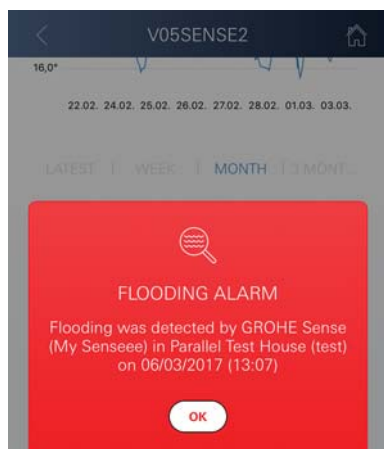 V05SENSE2
16,0°
22.02. 24.02. 25.02. 26.02. 27.02. 28.02. 01.03. 03.03.
LATEST | WEEK | MONTH | 3 MONT...
FLOODING ALARM
Flooding was detected by GROHE Sense
(My Senseee) in Parallel Test House (test)
on 06/03/2017 (13:07)
OK